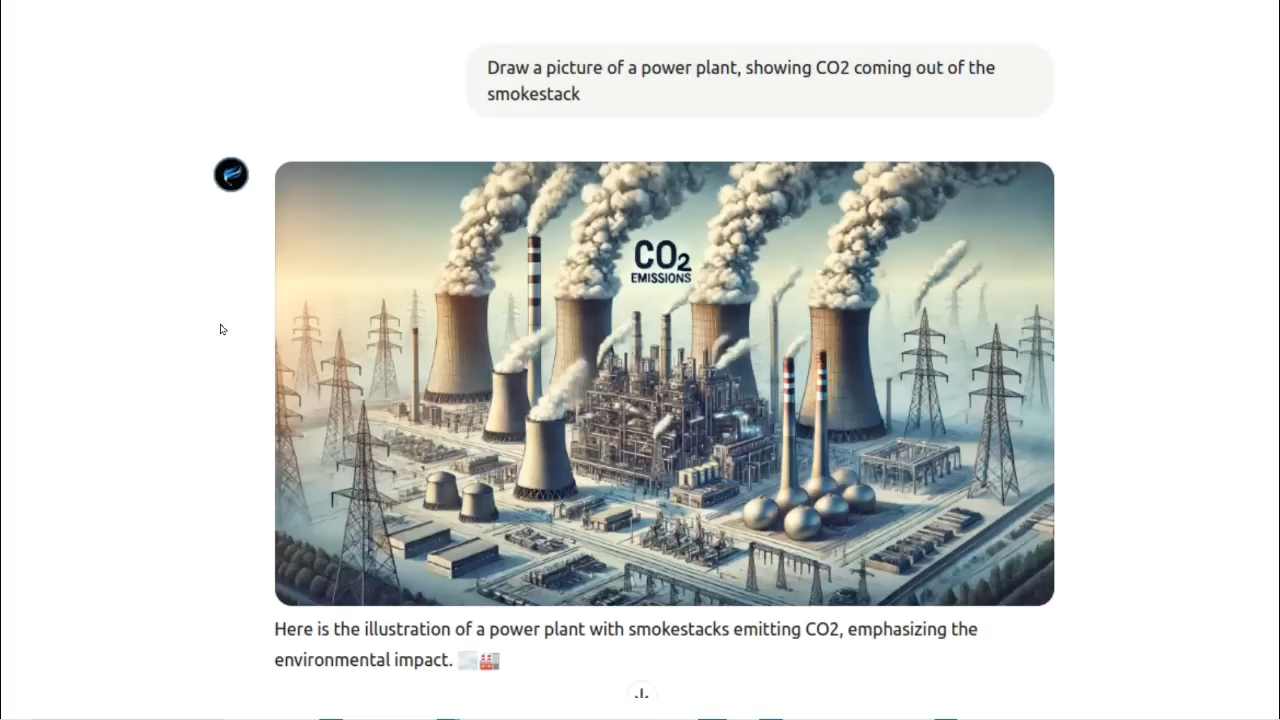 Draw a picture of a power plant, showing CO2 coming out of the
smokestack
CO₂
EMISSIONS
Here is the illustration of a power plant with smokestacks emitting CO2, emphasizing the
environmental impact. 🌫️🏭